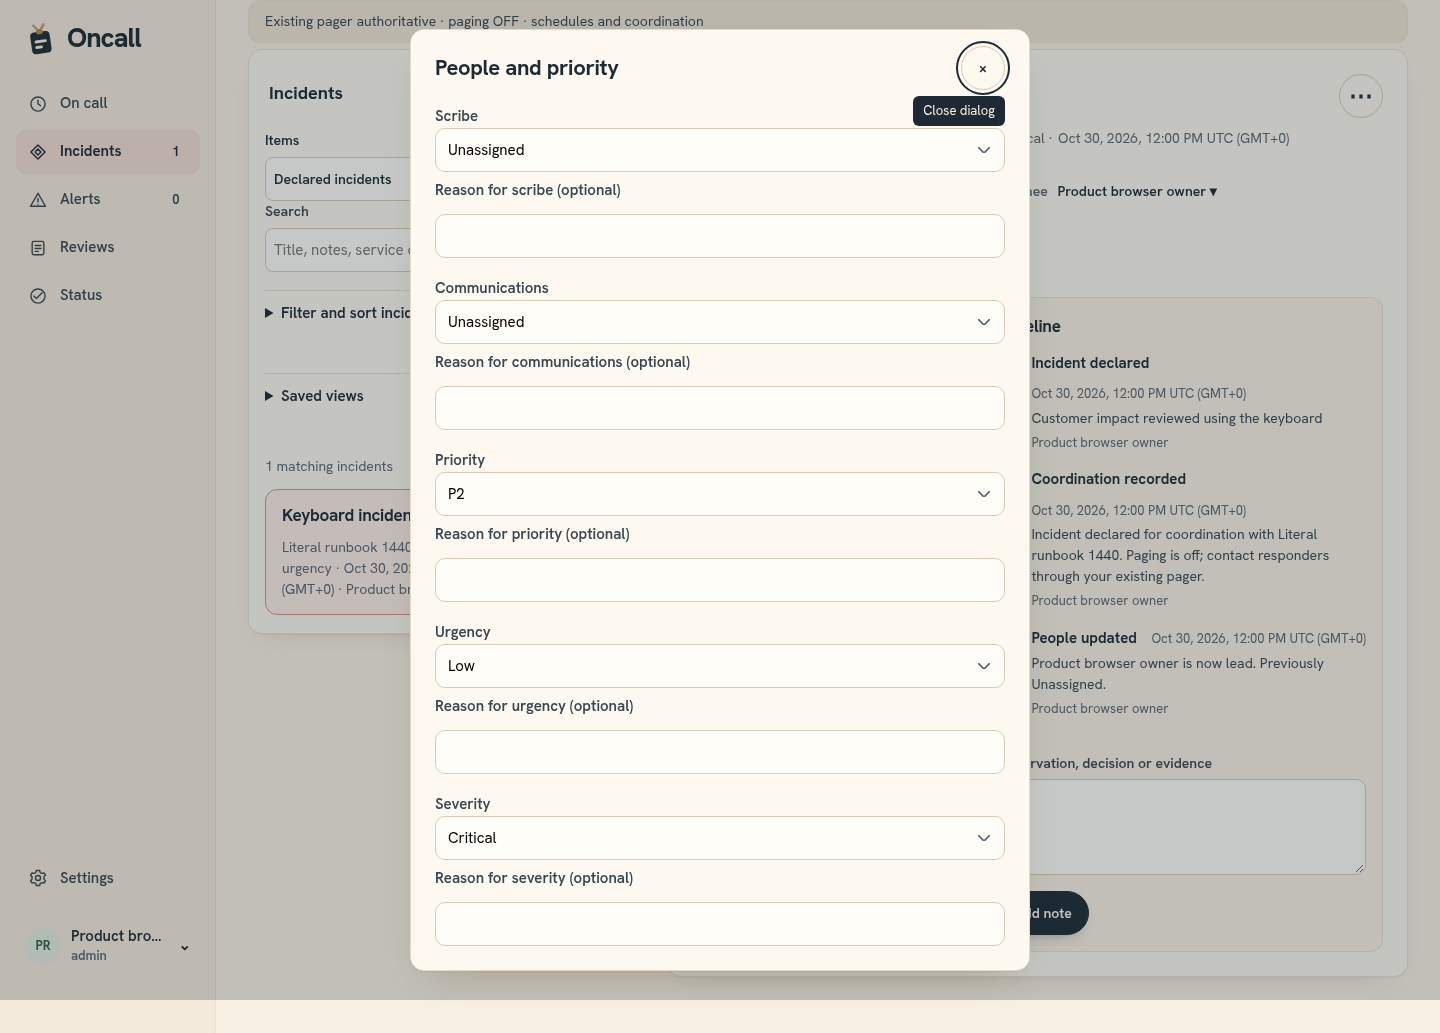 Oncall
On call
Incidents 1
Alerts 0
Reviews
Status
Settings
PR
Product bro...
admin
Existing pager authoritative · paging OFF · schedules and coordination
Incidents
Items
Declared incidents
Search
Title, notes, service
Filter and sort
Saved views
1 matching incidents
Keyboard
Literal runbook 1440
urgency · Oct 30,
(GMT+0) · Product
People and priority
×
Close dialog
Scribe
Unassigned
Reason for scribe (optional)
Communications
Unassigned
Reason for communications (optional)
Priority
P2
Reason for priority (optional)
Urgency
Low
Reason for urgency (optional)
Severity
Critical
Reason for severity (optional)
···
· Oct 30, 2026, 12:00 PM UTC (GMT+0)
Product browser owner ▾
Incident declared
Oct 30, 2026, 12:00 PM UTC (GMT+0)
Customer impact reviewed using the keyboard
Product browser owner
Coordination recorded
Oct 30, 2026, 12:00 PM UTC (GMT+0)
Incident declared for coordination with Literal
runbook 1440. Paging is off; contact responders
through your existing pager.
Product browser owner
People updated Oct 30, 2026, 12:00 PM UTC (GMT+0)
Product browser owner is now lead. Previously
Unassigned.
Product browser owner
decision or evidence
note